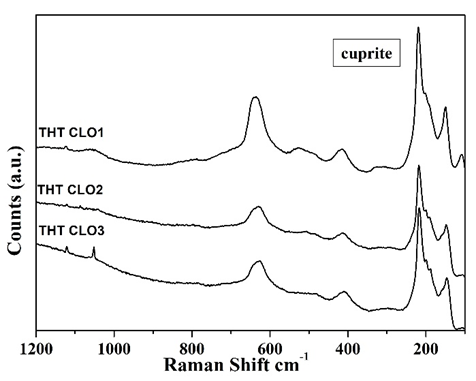 cuprite
THT CLO1
THT CLO2
THT CLO3
Counts (a.u.)
1200 1000 800 600 400 200
Raman Shift cm-1